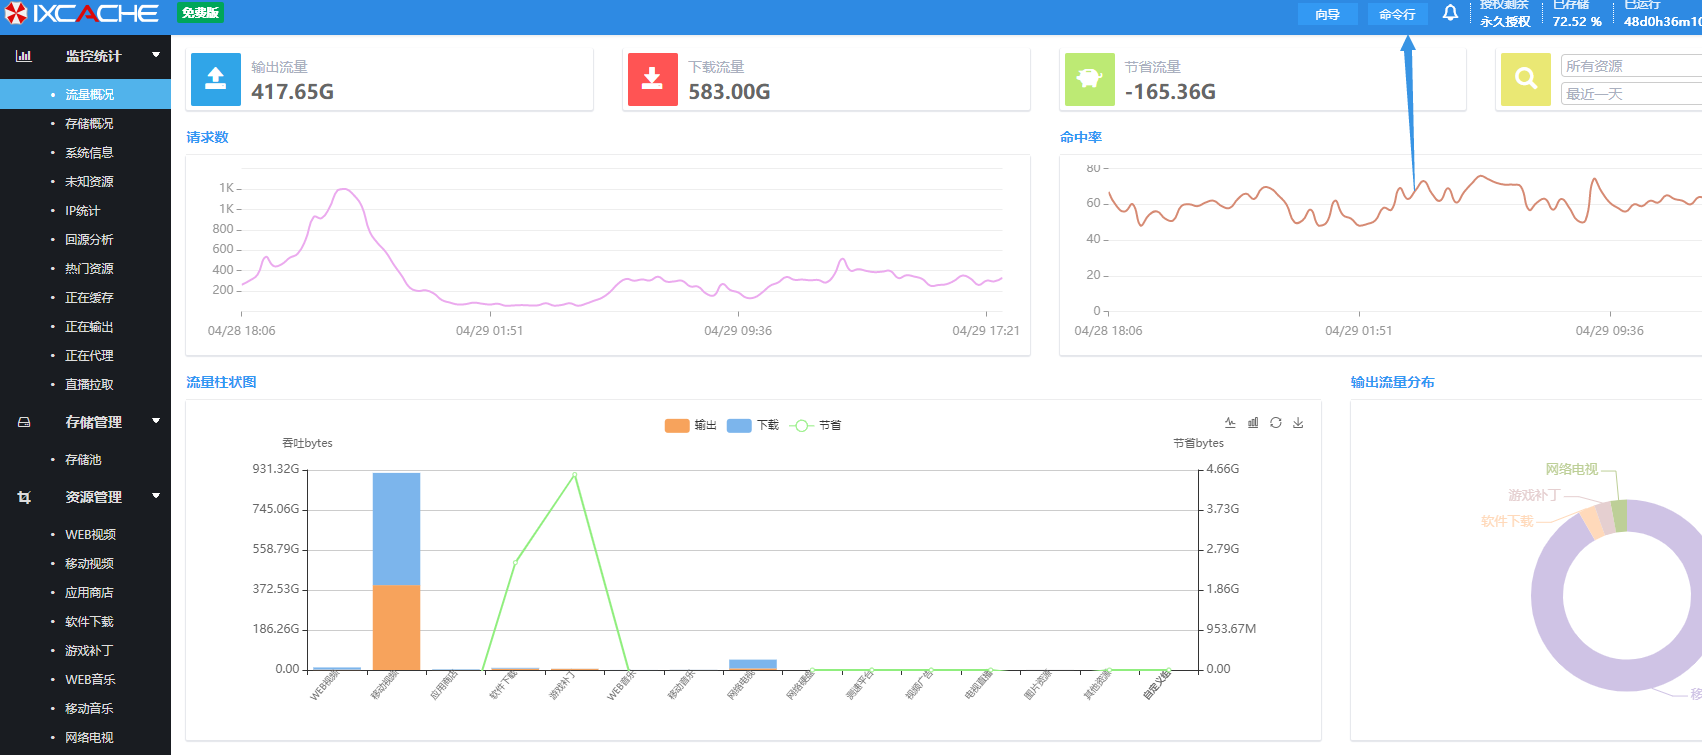 IXCACHE 免费版 向导 命令行 授权剩余 已存储 已运行
永久授权 72.52 % 48d0h36m10
监控统计
流量概况
存储概况
系统信息
未知资源
IP统计
回源分析
热门资源
正在缓存
正在输出
正在代理
直播拉取
存储管理
存储池
资源管理
WEB视频
移动视频
应用商店
软件下载
游戏补丁
WEB音乐
移动音乐
网络电视
输出流量
417.65G
下载流量
583.00G
节省流量
-165.36G
所有资源
最近一天
请求数
1K
1K
800
600
400
200
04/28 18:06 04/29 01:51 04/29 09:36 04/29 17:21
命中率
80
60
40
20
0
04/28 18:06 04/29 01:51 04/29 09:36
流量柱状图
输出 下载 节省
吞吐bytes 节省bytes
931.32G 4.66G
745.06G 3.73G
558.79G 2.79G
372.53G 1.86G
186.26G 953.67M
0.00 0.00
WEB视频 移动视频 应用商店 软件下载 游戏补丁 WEB音乐 移动音乐 网络电视 网络硬盘 测速平台 视频广告 电视直播 图片资源 其他资源 自定义组
输出流量分布
网络电视
游戏补丁
软件下载
移